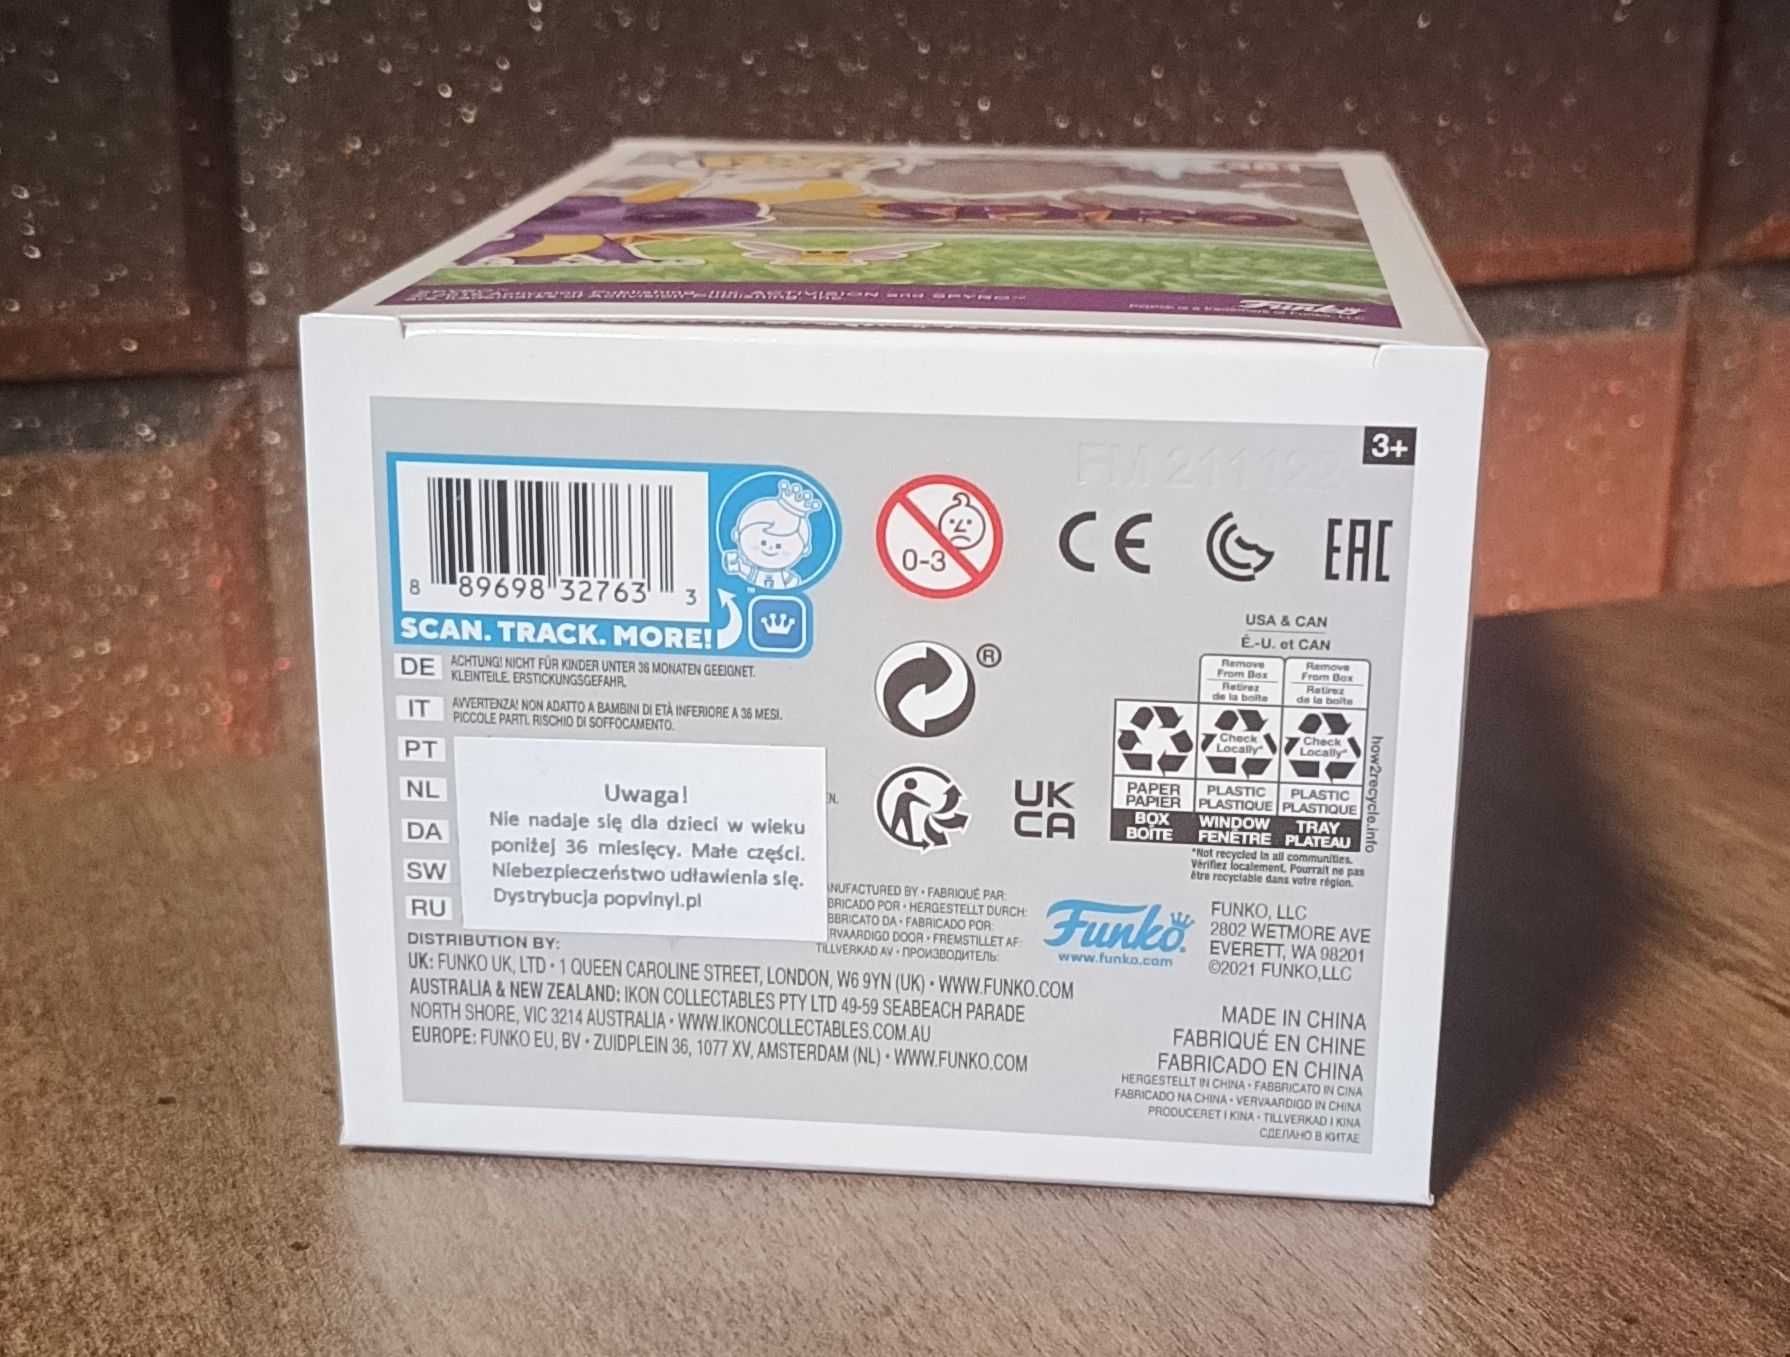 SPYRO
Funko
FM 211122
3+
8 89698 32763 3
SCAN. TRACK. MORE!
™
0-3
CE
EAC
®
DE ACHTUNG! NICHT FÜR KINDER UNTER 36 MONATEN GEEIGNET.
KLEINTEILE. ERSTICKUNGSGEFAHR.
IT AVVERTENZA! NON ADATTO A BAMBINI DI ETÀ INFERIORE A 36 MESI.
PICCOLE PARTI. RISCHIO DI SOFFOCAMENTO.
PT
NL
DA
SW
RU
Uwaga!
Nie nadaje się dla dzieci w wieku
poniżej 36 miesięcy. Małe części.
Niebezpieczeństwo udławienia się.
Dystrybucja popvinyl.pl
UK
CA
USA & CAN
É.-U. et CAN
Remove
From Box
Retirez
de la boîte
Remove
From Box
Retirez
de la boîte
Check
Locally*
Check
Locally*
PAPER
PAPIER
PLASTIC
PLASTIQUE
PLASTIC
PLASTIQUE
BOX
BOÎTE
WINDOW
FENÊTRE
TRAY
PLATEAU
how2recycle.info
*Not recycled in all communities.
Vérifiez localement. Pourrait ne pas
être recyclable dans votre région.
NUFACTURED BY • FABRIQUÉ PAR:
BRICADO POR • HERGESTELLT DURCH:
BBRICATO DA • FABRICADO POR:
RVAARDIGD DOOR • FREMSTILLET AF:
TILLVERKAD AV • ПРОИЗВОДИТЕЛЬ:
Funko®
www.funko.com
FUNKO, LLC
2802 WETMORE AVE
EVERETT, WA 98201
©2021 FUNKO,LLC
DISTRIBUTION BY:
UK: FUNKO UK, LTD • 1 QUEEN CAROLINE STREET, LONDON, W6 9YN (UK) • WWW.FUNKO.COM
AUSTRALIA & NEW ZEALAND: IKON COLLECTABLES PTY LTD 49-59 SEABEACH PARADE
NORTH SHORE, VIC 3214 AUSTRALIA • WWW.IKONCOLLECTABLES.COM.AU
EUROPE: FUNKO EU, BV • ZUIDPLEIN 36, 1077 XV, AMSTERDAM (NL) • WWW.FUNKO.COM
MADE IN CHINA
FABRIQUÉ EN CHINE
FABRICADO EN CHINA
HERGESTELLT IN CHINA • FABBRICATO IN CINA
FABRICADO NA CHINA • VERVAARDIGD IN CHINA
PRODUCERET I KINA • TILLVERKAD I KINA
СДЕЛАНО В КИТАЕ